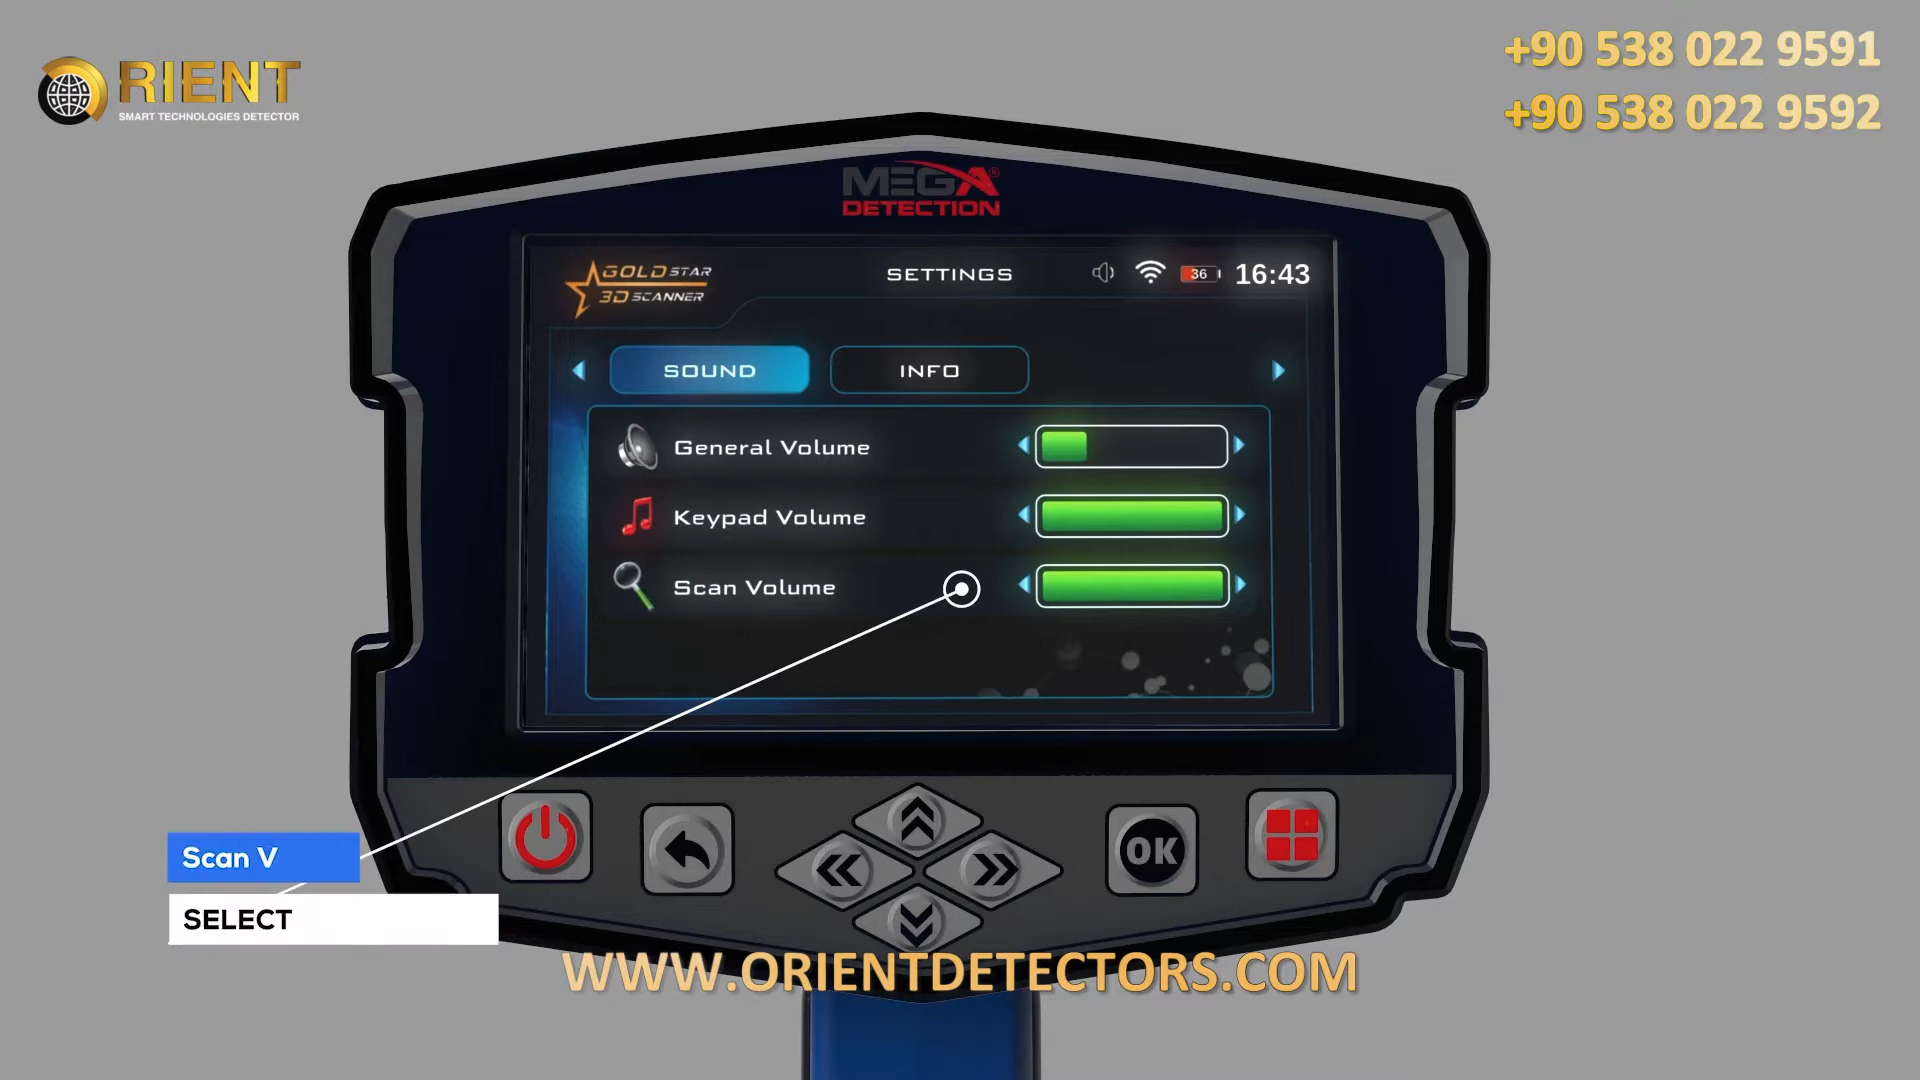 RIENT
SMART TECHNOLOGIES DETECTOR
+90 538 022 9591
+90 538 022 9592
MEGA®
DETECTION
GOLD STAR
3D SCANNER
SETTINGS
36
16:43
SOUND
INFO
General Volume
Keypad Volume
Scan Volume
Scan V
SELECT
OK
WWW.ORIENTDETECTORS.COM